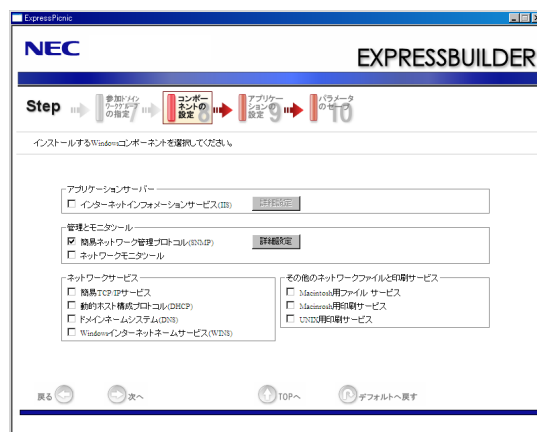 ExpressPicnic
NEC
EXPRESSBUILDER
Step
参加ドメイン
ワークグループ
の指定 7
コンポー
ネントの
設定 8
アプリケー
ションの
設定 9
パラメータ
のセーブ 10
インストールするWindowsコンポーネントを選択してください。
アプリケーションサーバー
インターネットインフォメーションサービス(IIS) 詳細設定
管理とモニタツール
簡易ネットワーク管理プロトコル(SNMP) 詳細設定
ネットワークモニタツール
ネットワークサービス
簡易TCP/IPサービス
動的ホスト構成プロトコル(DHCP)
ドメインネームシステム(DNS)
Windowsインターネットネームサービス(WINS)
その他のネットワークファイルと印刷サービス
Macintosh用ファイル サービス
Macintosh用印刷サービス
UNIX用印刷サービス
戻る 次へ TOPへ デフォルトへ戻す